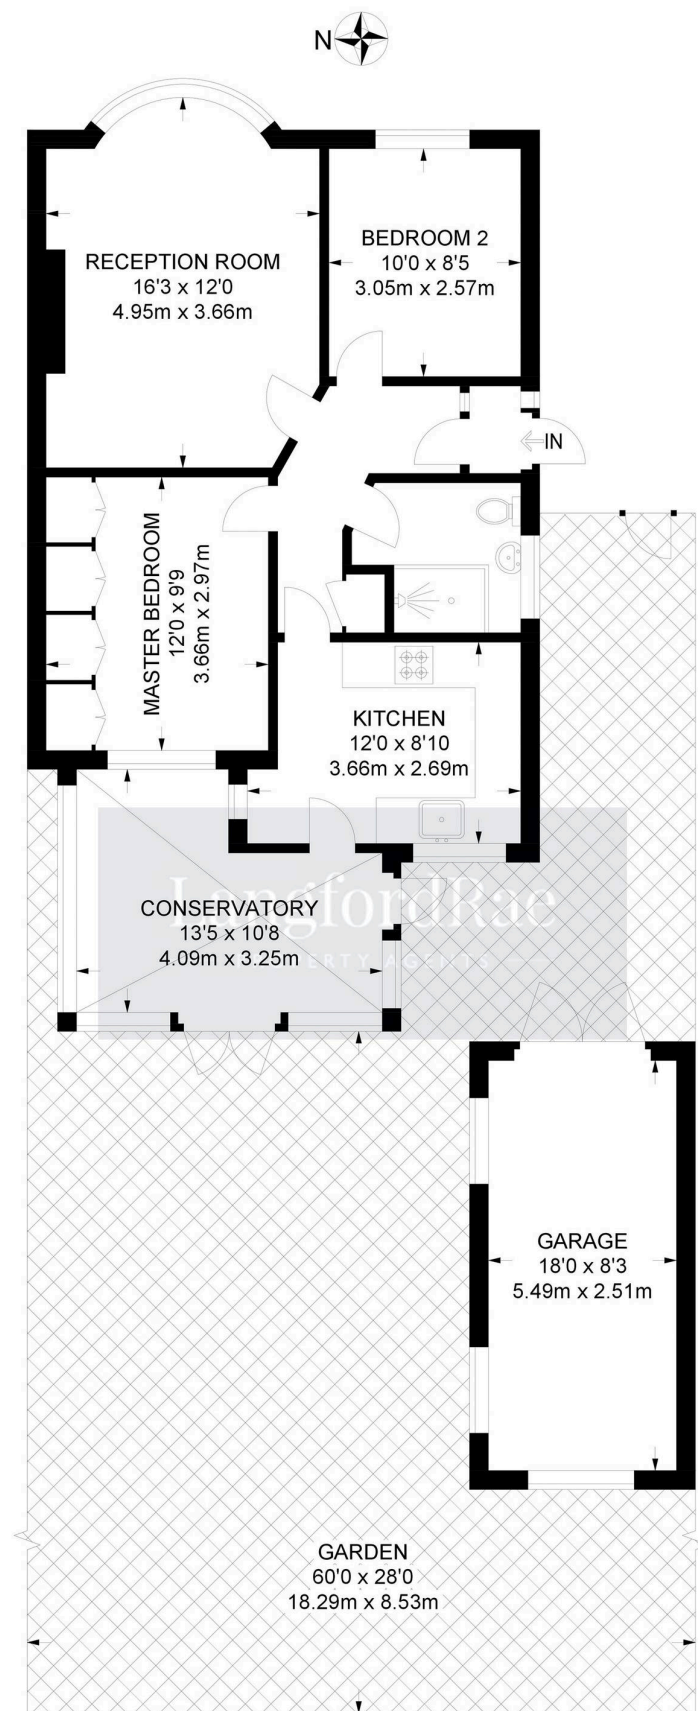 N
RECEPTION ROOM
16'3 x 12'0
4.95m x 3.66m
BEDROOM 2
10'0 x 8'5
3.05m x 2.57m
IN
MASTER BEDROOM
12'0 x 9'9
3.66m x 2.97m
KITCHEN
12'0 x 8'10
3.66m x 2.69m
LangfordRae
PROPERTY AGENTS
CONSERVATORY
13'5 x 10'8
4.09m x 3.25m
GARAGE
18'0 x 8'3
5.49m x 2.51m
GARDEN
60'0 x 28'0
18.29m x 8.53m